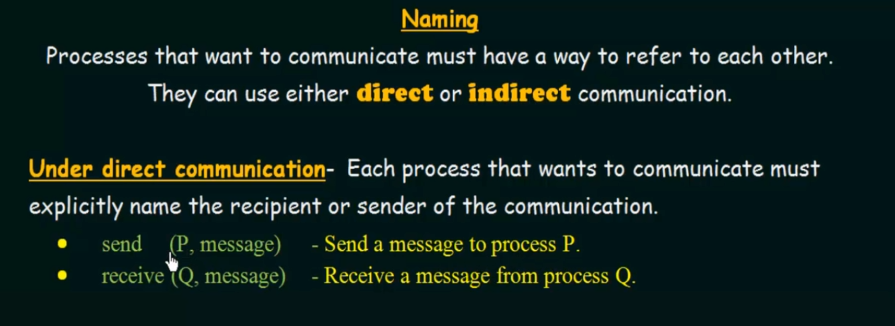 Naming
Processes that want to communicate must have a way to refer to each other.
They can use either direct or indirect communication.
Under direct communication- Each process that wants to communicate must
explicitly name the recipient or sender of the communication.
• send (P, message) - Send a message to process P.
• receive (Q, message) - Receive a message from process Q.